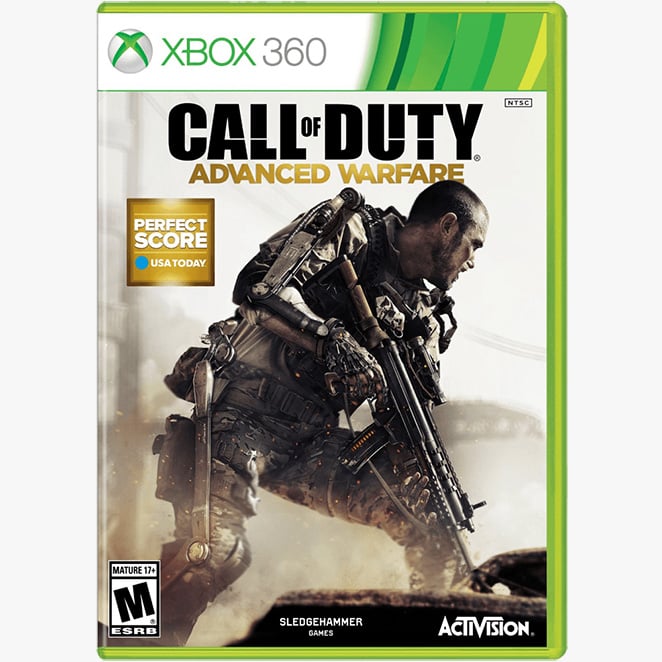 XBOX 360
NTSC
CALL OF DUTY®
ADVANCED WARFARE
PERFECT
SCORE
USA TODAY
MATURE 17+
M
ESRB
SLEDGEHAMMER
GAMES
ACTIVISION®